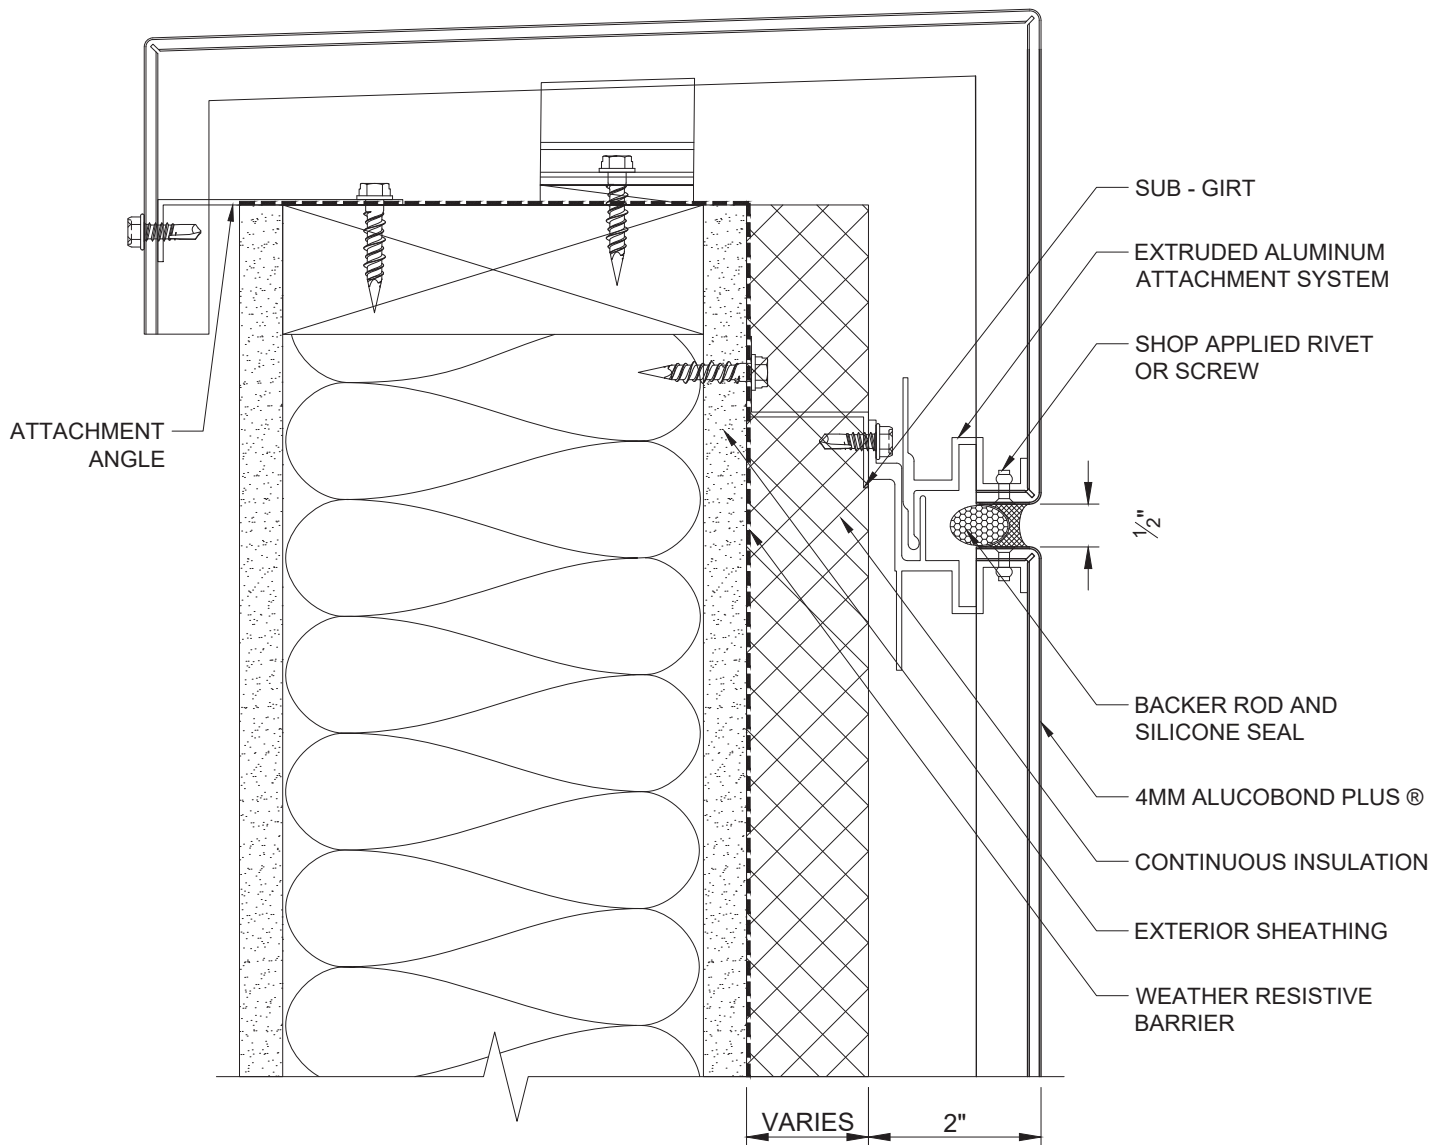 SUB - GIRT
EXTRUDED ALUMINUM
ATTACHMENT SYSTEM
SHOP APPLIED RIVET
OR SCREW
ATTACHMENT
ANGLE
½"
BACKER ROD AND
SILICONE SEAL
4MM ALUCOBOND PLUS ®
CONTINUOUS INSULATION
EXTERIOR SHEATHING
WEATHER RESISTIVE
BARRIER
VARIES
2"